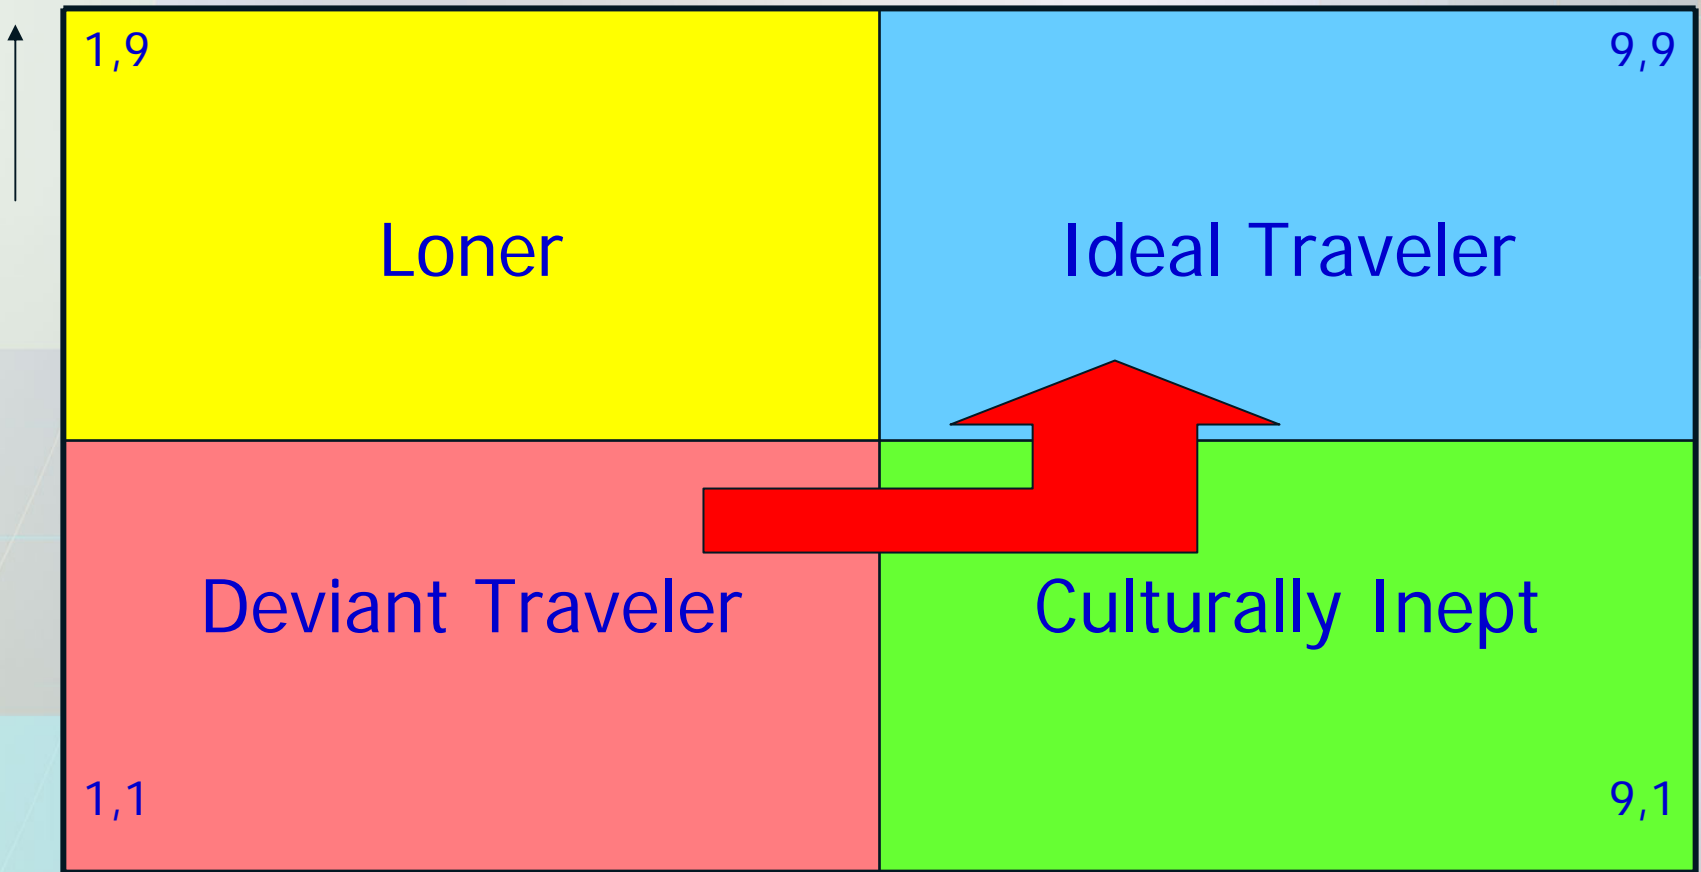 1,9
9,9
Loner
Ideal Traveler
Deviant Traveler
Culturally Inept
1,1
9,1